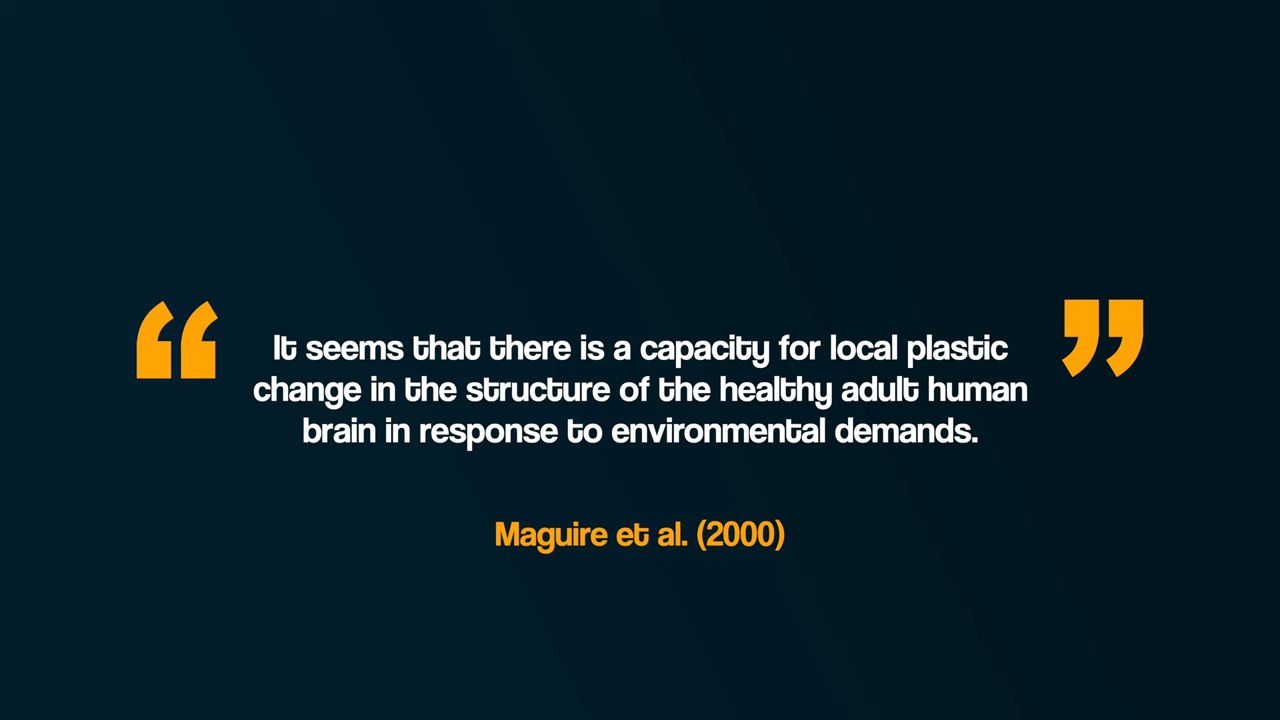 “ It seems that there is a capacity for local plastic ”
change in the structure of the healthy adult human
brain in response to environmental demands.
Maguire et al. (2000)